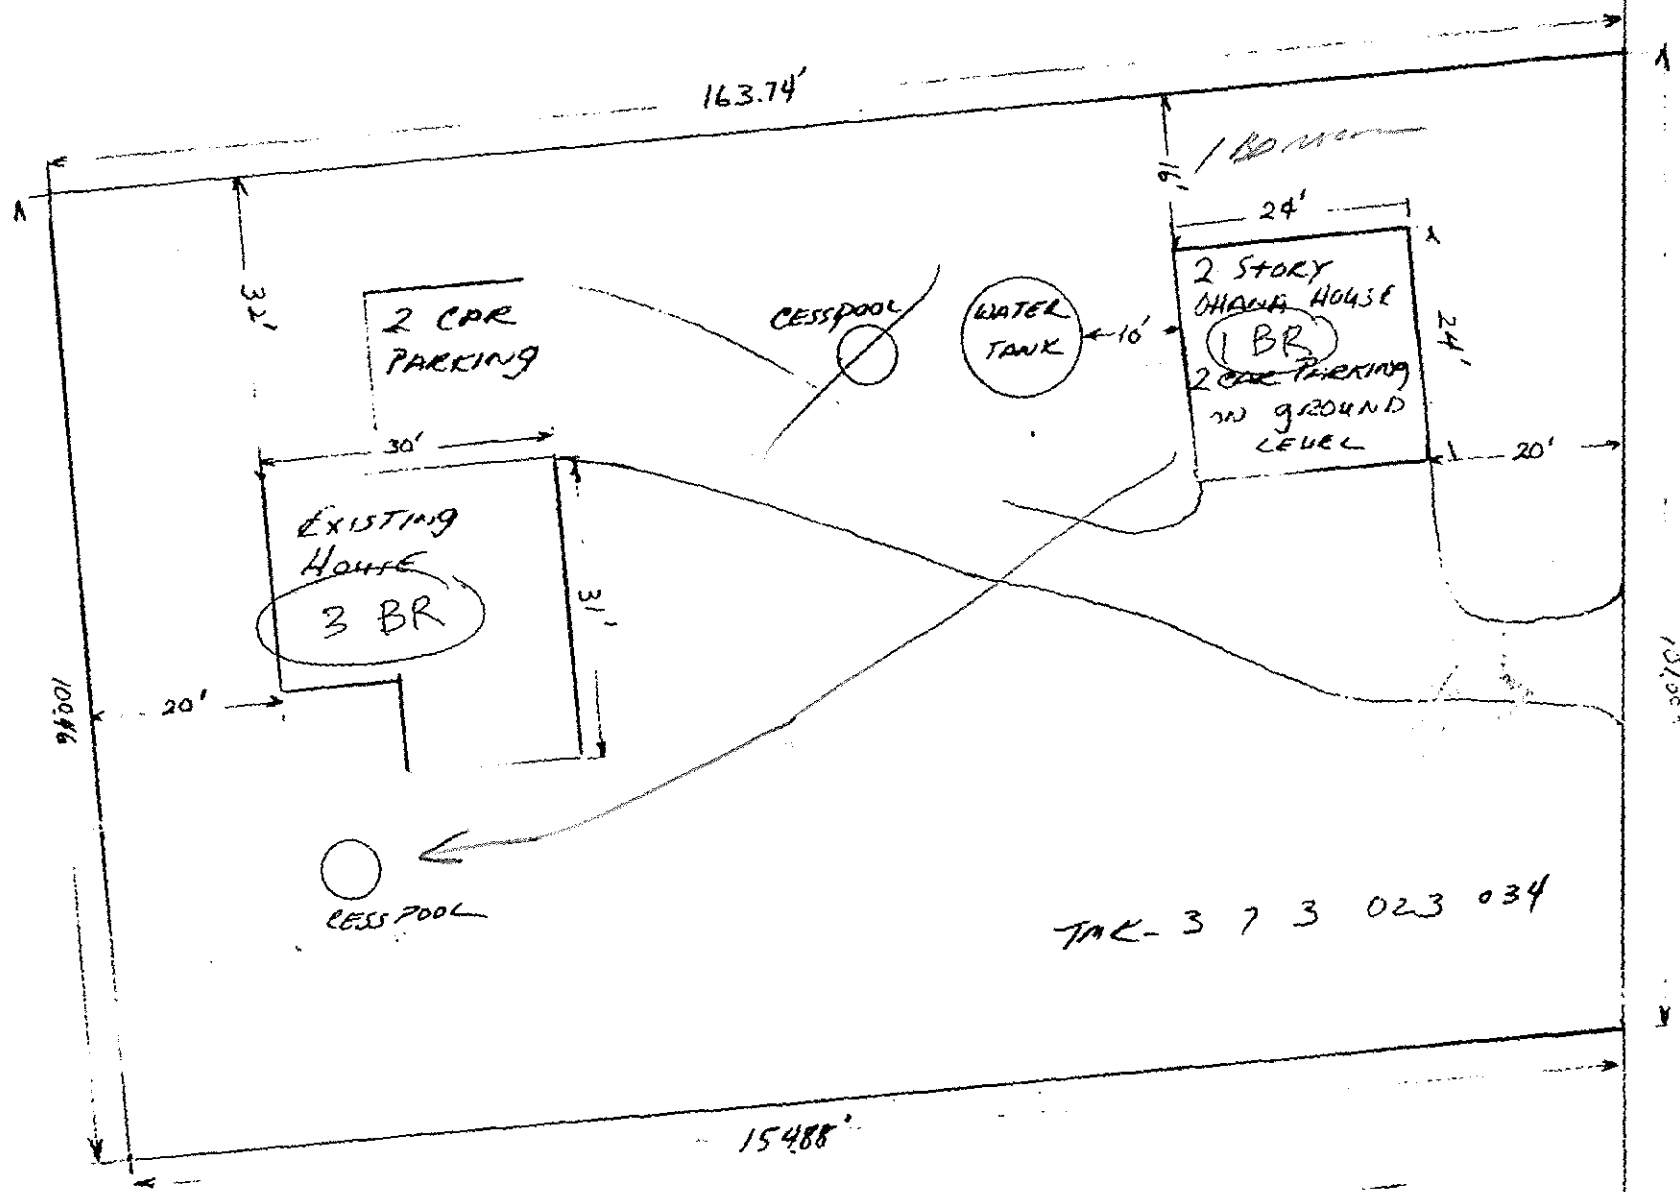 163.74'
16'
24'
32'
2 CAR
PARKING
CESSPOOL
WATER
TANK
10'
2 STORY
OHANA HOUSE
1 BR
2 CAR PARKING
ON GROUND
LEVEL
24'
20'
30'
EXISTING
HOUSE
3 BR
31'
20'
CESSPOOL
TMK- 3 7 3 023 034
154.88'